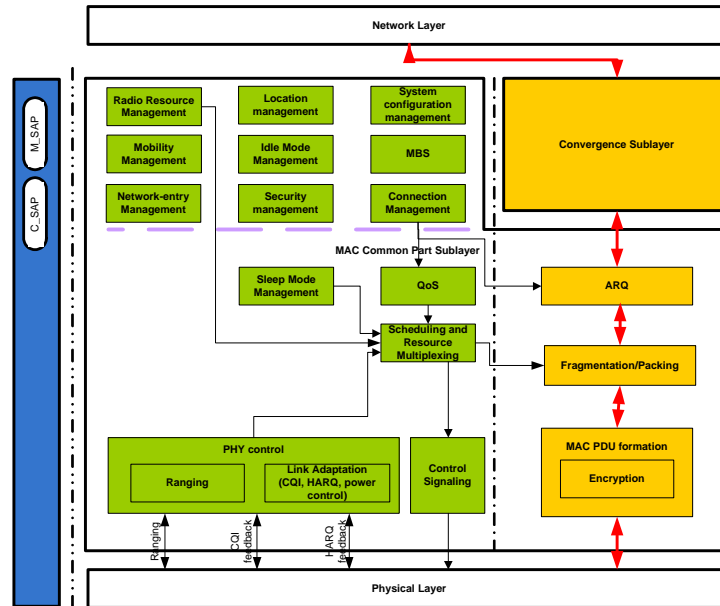 Network Layer
M_SAP
C_SAP
Radio Resource
Management
Location
management
System
configuration
management
Mobility
Management
Idle Mode
Management
MBS
Network-entry
Management
Security
management
Connection
Management
Convergence Sublayer
MAC Common Part Sublayer
Sleep Mode
Management
QoS
ARQ
Scheduling and
Resource
Multiplexing
Fragmentation/Packing
PHY control
Ranging
Link Adaptation
(CQI, HARQ, power
control)
Control
Signaling
MAC PDU formation
Encryption
Ranging
CQI
feedback
HARQ
feedback
Physical Layer